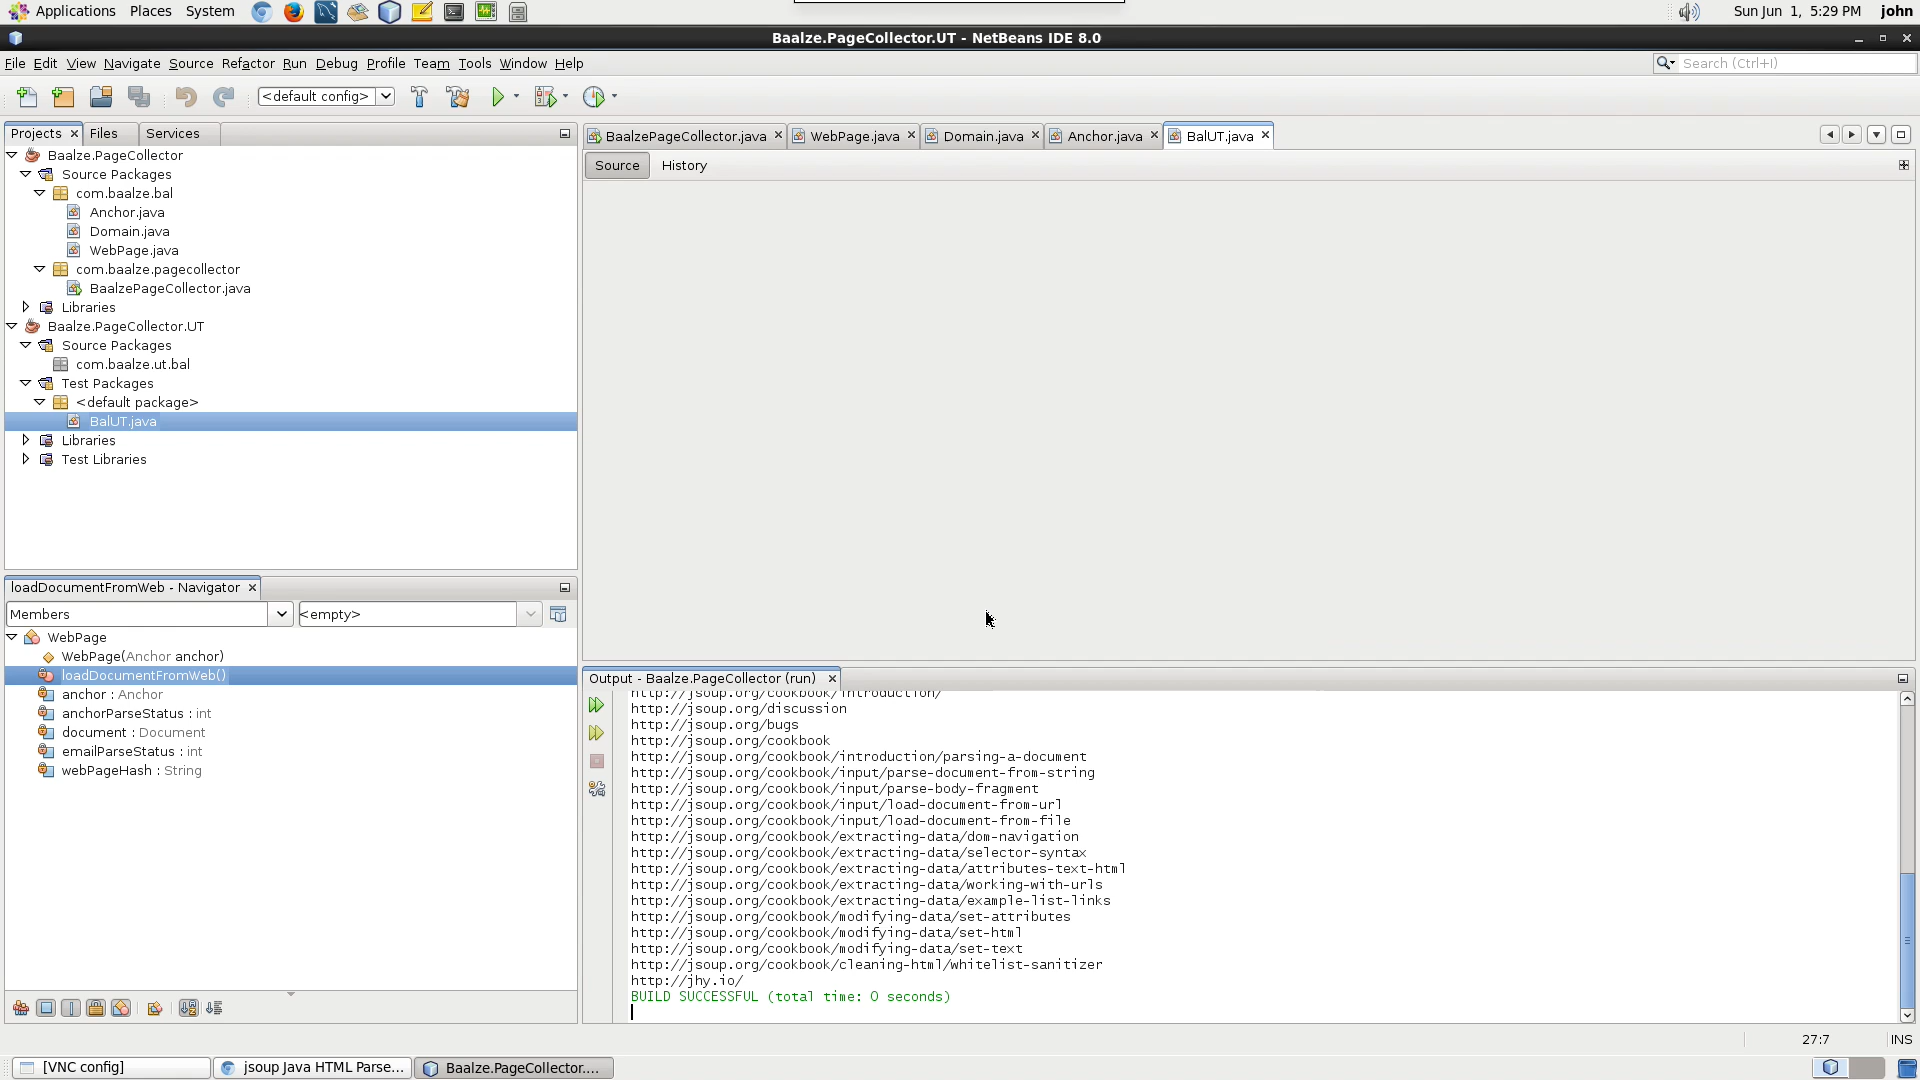 Applications Places System Sun Jun 1, 5:29 PM john
Baalze.PageCollector.UT - NetBeans IDE 8.0
File Edit View Navigate Source Refactor Run Debug Profile Team Tools Window Help Search (Ctrl+I)
<default config>
Projects Files Services
BaalzePageCollector.java WebPage.java Domain.java Anchor.java BalUT.java
Source History
Baalze.PageCollector
Source Packages
com.baalze.bal
Anchor.java
Domain.java
WebPage.java
com.baalze.pagecollector
BaalzePageCollector.java
Libraries
Baalze.PageCollector.UT
Source Packages
com.baalze.ut.bal
Test Packages
<default package>
BalUT.java
Libraries
Test Libraries
loadDocumentFromWeb - Navigator
Members <empty>
WebPage
WebPage(Anchor anchor)
loadDocumentFromWeb()
anchor : Anchor
anchorParseStatus : int
document : Document
emailParseStatus : int
webPageHash : String
Output - Baalze.PageCollector (run)
http://jsoup.org/cookbook/introduction/
http://jsoup.org/discussion
http://jsoup.org/bugs
http://jsoup.org/cookbook
http://jsoup.org/cookbook/introduction/parsing-a-document
http://jsoup.org/cookbook/input/parse-document-from-string
http://jsoup.org/cookbook/input/parse-body-fragment
http://jsoup.org/cookbook/input/load-document-from-url
http://jsoup.org/cookbook/input/load-document-from-file
http://jsoup.org/cookbook/extracting-data/dom-navigation
http://jsoup.org/cookbook/extracting-data/selector-syntax
http://jsoup.org/cookbook/extracting-data/attributes-text-html
http://jsoup.org/cookbook/extracting-data/working-with-urls
http://jsoup.org/cookbook/extracting-data/example-list-links
http://jsoup.org/cookbook/modifying-data/set-attributes
http://jsoup.org/cookbook/modifying-data/set-html
http://jsoup.org/cookbook/modifying-data/set-text
http://jsoup.org/cookbook/cleaning-html/whitelist-sanitizer
http://jhy.io/
BUILD SUCCESSFUL (total time: 0 seconds)
27:7 INS
[VNC config] jsoup Java HTML Parse... Baalze.PageCollector....